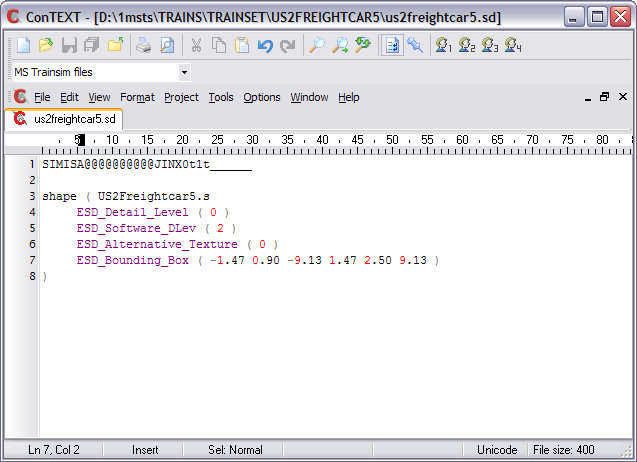 ConTEXT - [D:\1msts\TRAINS\TRAINSET\US2FREIGHTCAR5\us2freightcar5.sd]
1 2 3 4
MS Trainsim files
File Edit View Format Project Tools Options Window Help
us2freightcar5.sd
5 10 15 20 25 30 35 40 45 50 55 60 65 70 75 80
1 SIMISA@@@@@@@@@@JINX0t1t______
2
3 shape ( US2Freightcar5.s
4 ESD_Detail_Level ( 0 )
5 ESD_Software_DLev ( 2 )
6 ESD_Alternative_Texture ( 0 )
7 ESD_Bounding_Box ( -1.47 0.90 -9.13 1.47 2.50 9.13 )
8 )
Ln 7, Col 2 Insert Sel: Normal Unicode File size: 400